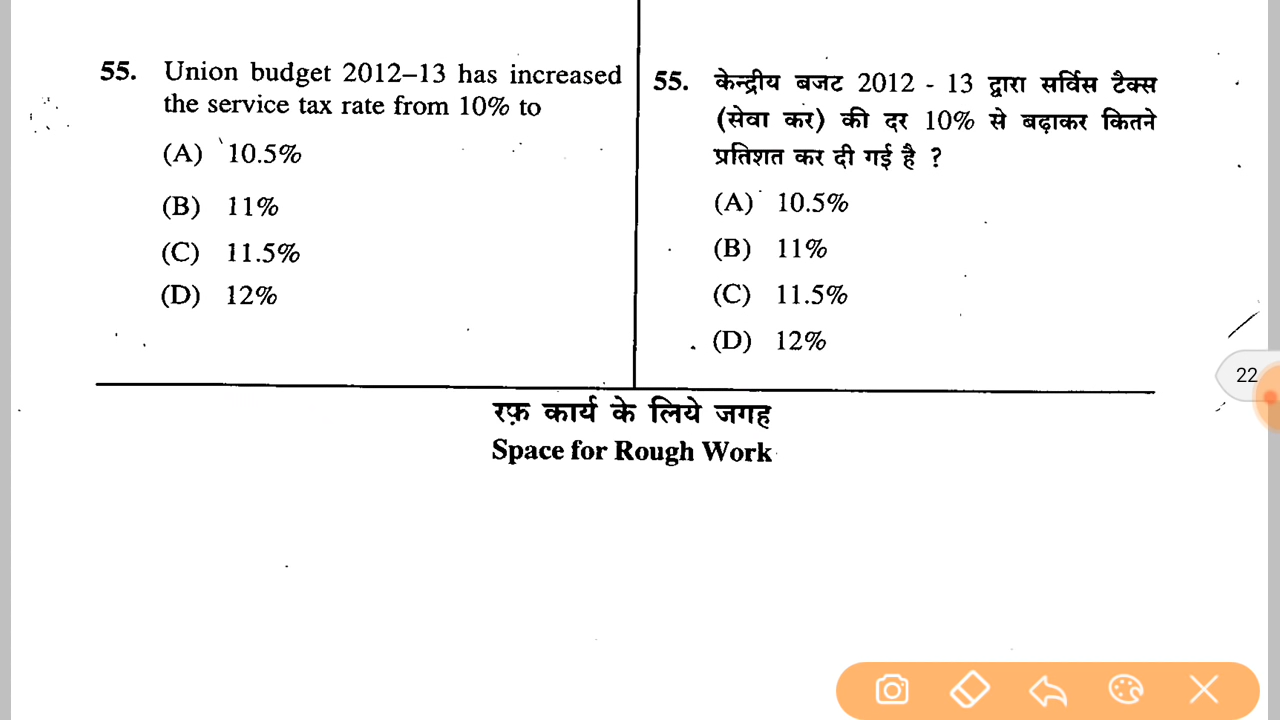 55. Union budget 2012–13 has increased
the service tax rate from 10% to
(A) 10.5%
(B) 11%
(C) 11.5%
(D) 12%
55. केन्द्रीय बजट 2012 - 13 द्वारा सर्विस टैक्स
(सेवा कर) की दर 10% से बढ़ाकर कितने
प्रतिशत कर दी गई है ?
(A) 10.5%
(B) 11%
(C) 11.5%
(D) 12%
22
रफ़ कार्य के लिये जगह
Space for Rough Work